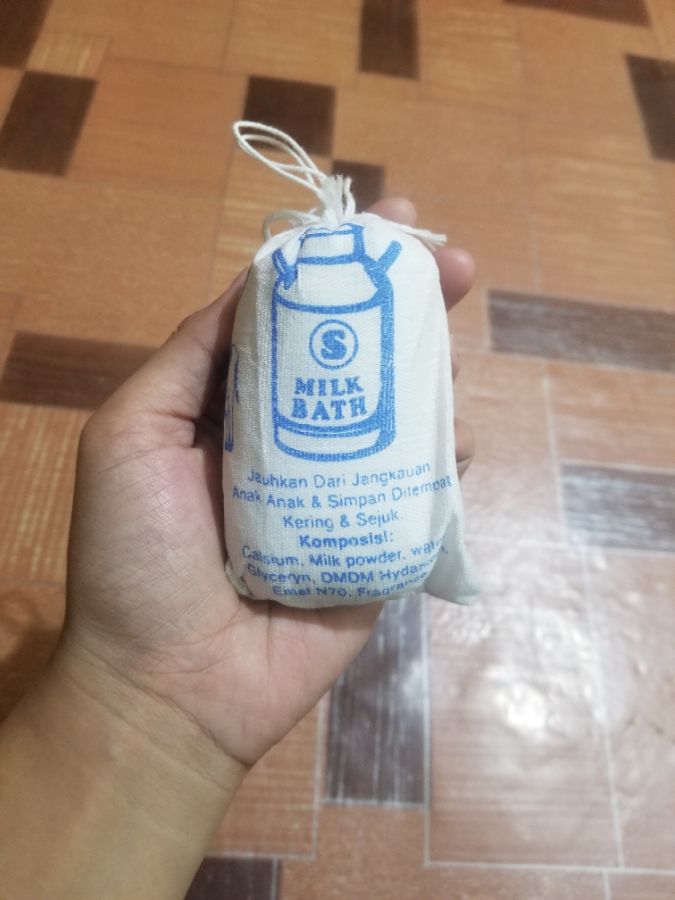 S
MILK
BATH
Jauhkan Dari Jangkauan
Anak Anak & Simpan Ditempat
Kering & Sejuk.
Komposisi:
Calsium, Milk powder, water,
Glyceryn, DMDM Hydantoin,
Emal N70, Fragrance